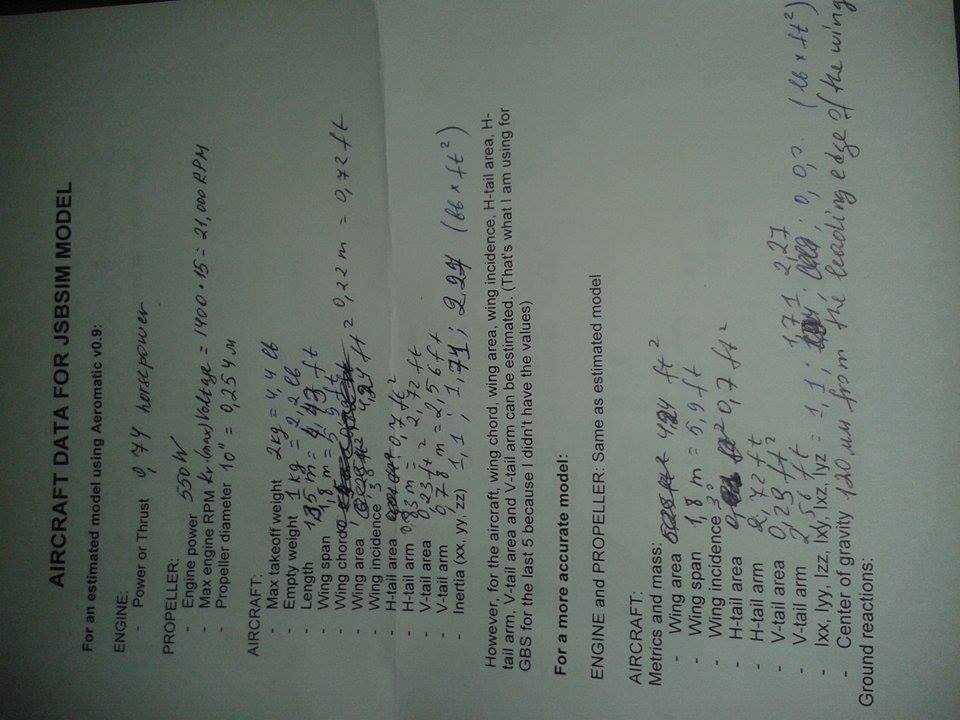 AIRCRAFT DATA FOR JSBSIM MODEL
For an estimated model using Aeromatic v0.9:
ENGINE:
- Power or Thrust 0,74 horsepower
PROPELLER:
- Engine power 550W
- Max engine RPM Kv·(max) Voltage = 1400·15 = 21,000 RPM
- Propeller diameter 10" = 0,254 м
AIRCRAFT:
- Max takeoff weight 2kg = 4,4 lb
- Empty weight 1 kg = 2,2 lb
- Length 1,35 m = 4,43 ft
- Wing span 1,8 m = 5,9 ft
- Wing chord 0,22 m = 0,72 ft
- Wing area 4,24 ft²
- Wing incidence 3°
- H-tail area 0,7 ft²
- H-tail arm 0,83 m = 2,72 ft
- V-tail area 0,23 ft²
- V-tail arm 0,78 m = 2,56 ft
- Inertia (xx, yy, zz) 1,1 ; 1,71 ; 2,27 (lb x ft²)
However, for the aircraft, wing chord, wing area, wing incidence, H-tail area, H-
tail arm, V-tail area and V-tail arm can be estimated. (That's what I am using for
GBS for the last 5 because I didn't have the values)
For a more accurate model:
ENGINE and PROPELLER: Same as estimated model
AIRCRAFT:
Metrics and mass:
- Wing area 4,24 ft²
- Wing span 1,8 m = 5,9 ft
- Wing incidence 3°
- H-tail area 0,7 ft²
- H-tail arm 2,72 ft
- V-tail area 0,23 ft²
- V-tail arm 2,56 ft
- Ixx, Iyy, Izz, Ixy, Ixz, Iyz = 1,1; 1,71 2,27 0, 0, 0 (lb x ft²)
- Center of gravity 120 мм from the leading edge of the wing
Ground reactions: